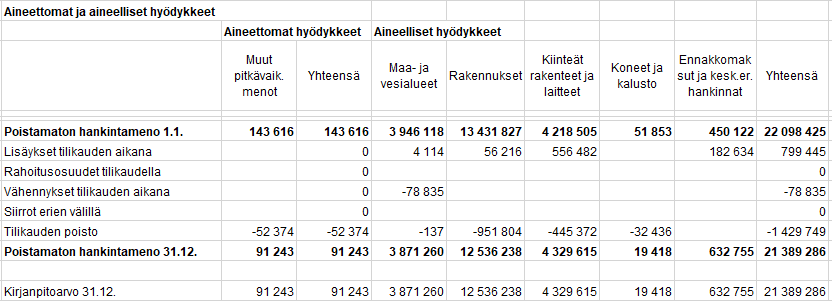 Aineettomat ja aineelliset hyödykkeet
Aineettomat hyödykkeet Aineelliset hyödykkeet
Muut pitkävaik. menot Yhteensä Maa- ja vesialueet Rakennukset Kiinteät rakenteet ja laitteet Koneet ja kalusto Ennakkomak sut ja kesk.er. hankinnat Yhteensä
Poistamaton hankintameno 1.1. 143 616 143 616 3 946 118 13 431 827 4 218 505 51 853 450 122 22 098 425
Lisäykset tilikauden aikana 0 4 114 56 216 556 482 182 634 799 445
Rahoitusosuudet tilikaudella 0 0
Vähennykset tilikauden aikana 0 -78 835 -78 835
Siirrot erien välillä 0 0
Tilikauden poisto -52 374 -52 374 -137 -951 804 -445 372 -32 436 -1 429 749
Poistamaton hankintameno 31.12. 91 243 91 243 3 871 260 12 536 238 4 329 615 19 418 632 755 21 389 286
Kirjanpitoarvo 31.12. 91 243 91 243 3 871 260 12 536 238 4 329 615 19 418 632 755 21 389 286